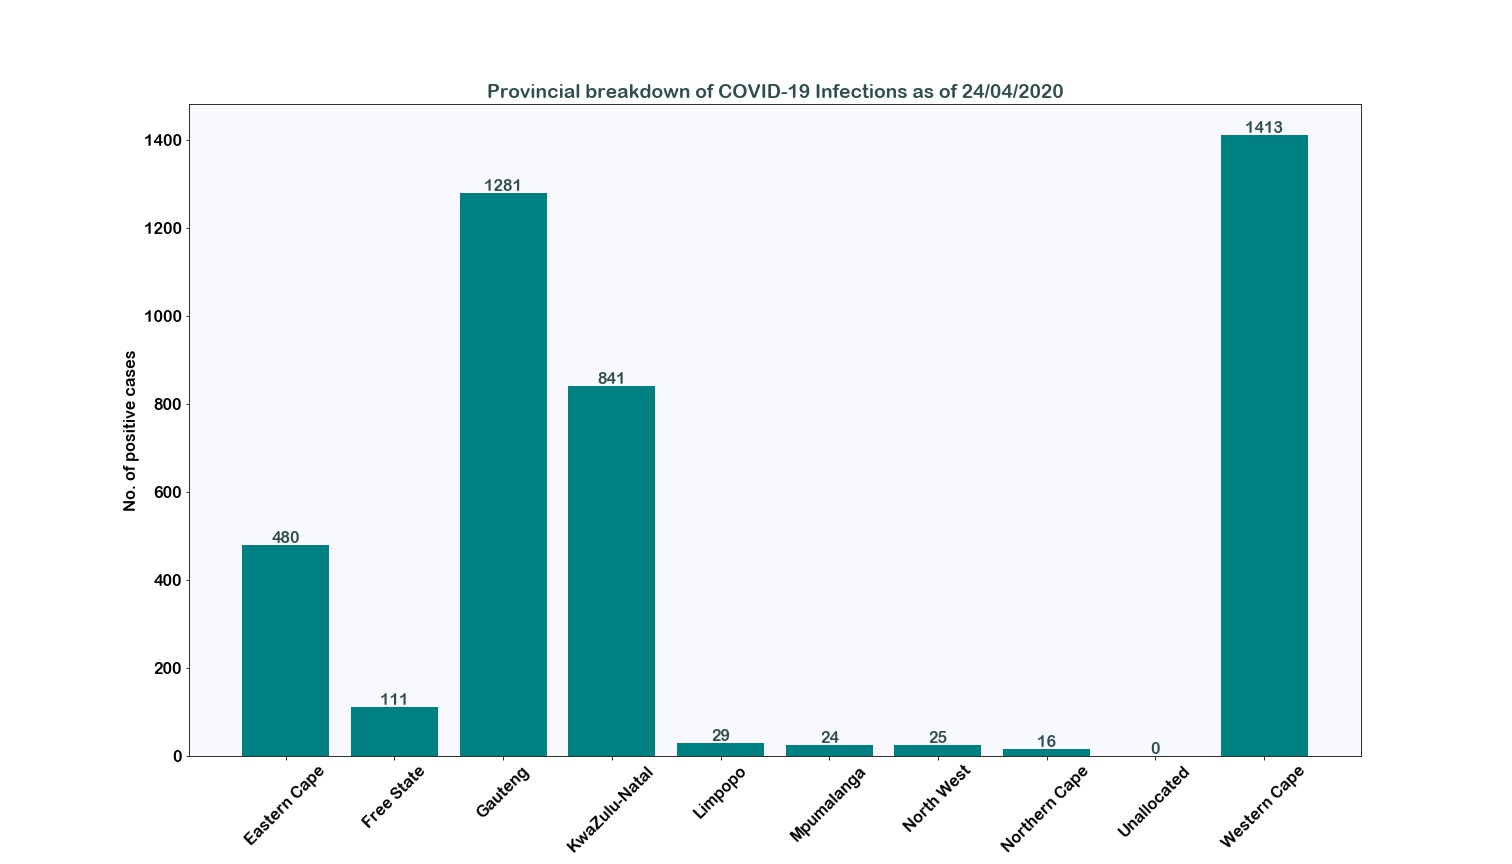 Provincial breakdown of COVID-19 Infections as of 24/04/2020
1413
1400
1281
1200
1000
841
800
No. of positive cases
600
480
400
200
111
29
24
25
16
0
0
Eastern Cape
Free State
Gauteng
KwaZulu-Natal
Limpopo
Mpumalanga
North West
Northern Cape
Unallocated
Western Cape